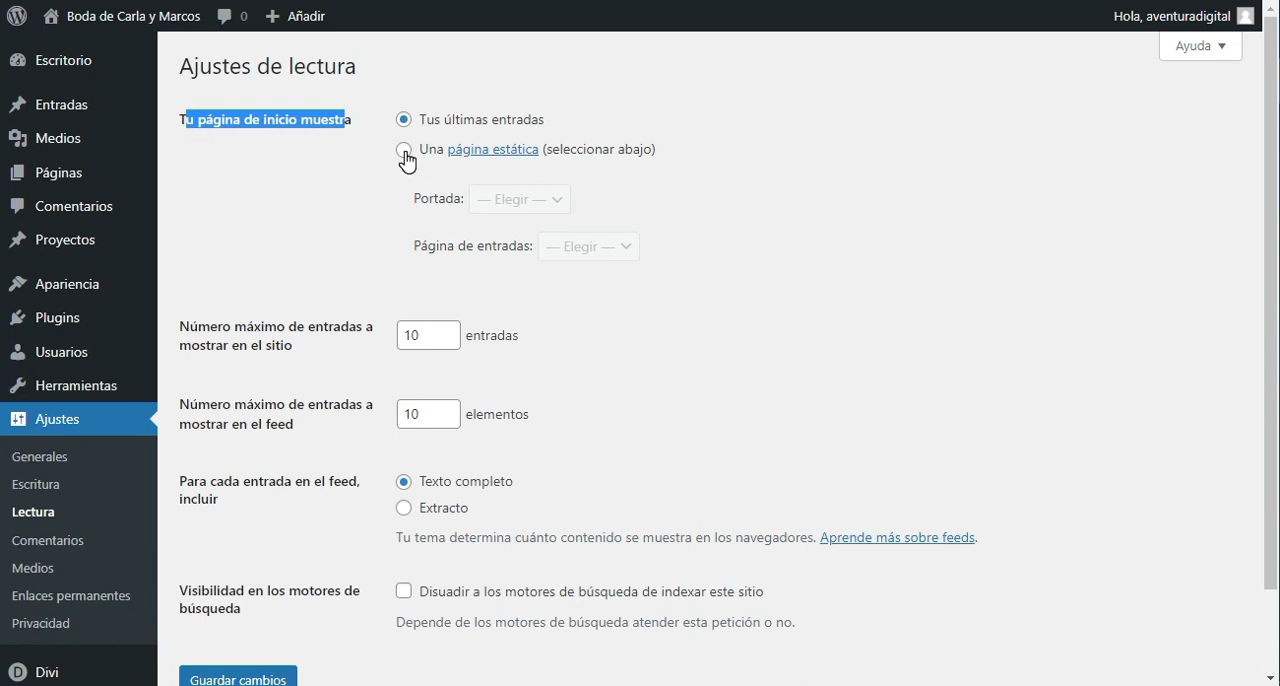 Boda de Carla y Marcos 0 Añadir Hola, aventuradigital
Ayuda
Escritorio
Entradas
Medios
Páginas
Comentarios
Proyectos
Apariencia
Plugins
Usuarios
Herramientas
Ajustes
Generales
Escritura
Lectura
Comentarios
Medios
Enlaces permanentes
Privacidad
Divi
Ajustes de lectura
Tu página de inicio muestra
Tus últimas entradas
Una página estática (seleccionar abajo)
Portada: — Elegir —
Página de entradas: — Elegir —
Número máximo de entradas a
mostrar en el sitio
10 entradas
Número máximo de entradas a
mostrar en el feed
10 elementos
Para cada entrada en el feed,
incluir
Texto completo
Extracto
Tu tema determina cuánto contenido se muestra en los navegadores. Aprende más sobre feeds.
Visibilidad en los motores de
búsqueda
Disuadir a los motores de búsqueda de indexar este sitio
Depende de los motores de búsqueda atender esta petición o no.
Guardar cambios